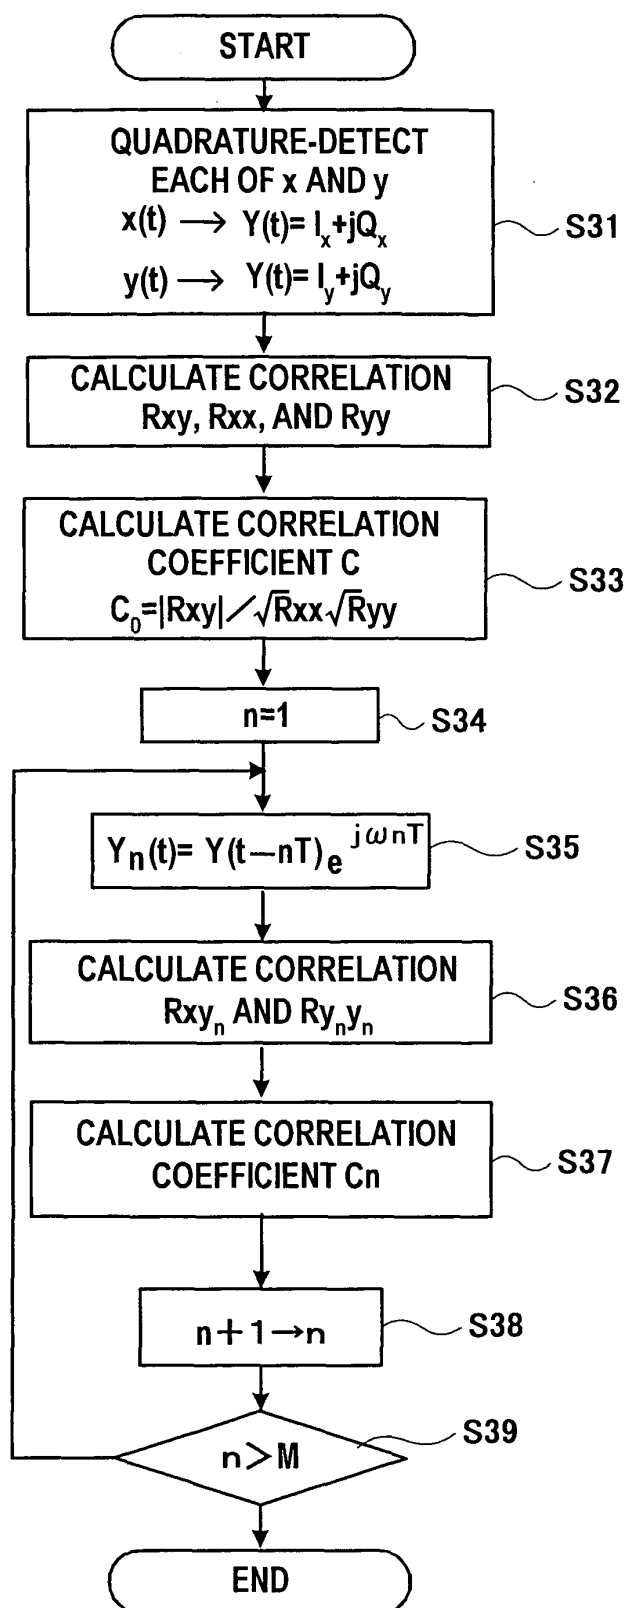 START
QUADRATURE-DETECT
EACH OF x AND y
x(t) → Y(t)= Iₓ+jQₓ
y(t) → Y(t)= I_y+jQ_y
S31
CALCULATE CORRELATION
Rxy, Rxx, AND Ryy
S32
CALCULATE CORRELATION
COEFFICIENT C
C₀=|Rxy|／√Rxx√Ryy
S33
n=1
S34
Yn(t)= Y(t—nT)e^jωnT
S35
CALCULATE CORRELATION
Rxyₙ AND Ryₙyₙ
S36
CALCULATE CORRELATION
COEFFICIENT Cn
S37
n+1→n
S38
n>M
S39
END